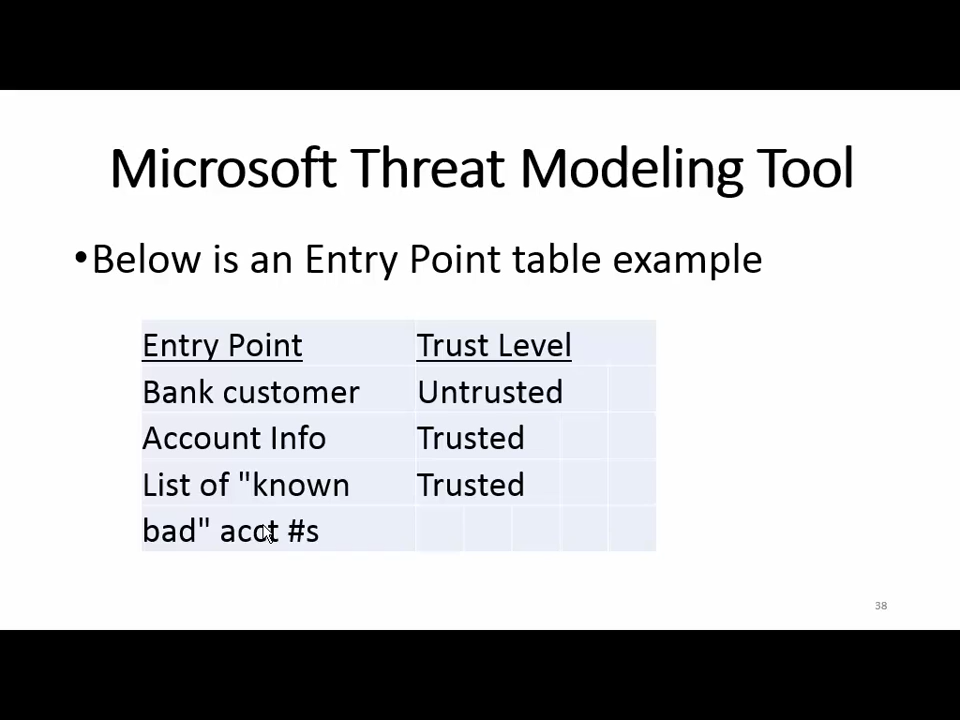 Microsoft Threat Modeling Tool
•Below is an Entry Point table example
Entry Point Trust Level
Bank customer Untrusted
Account Info Trusted
List of "known Trusted
bad" acct #s
38